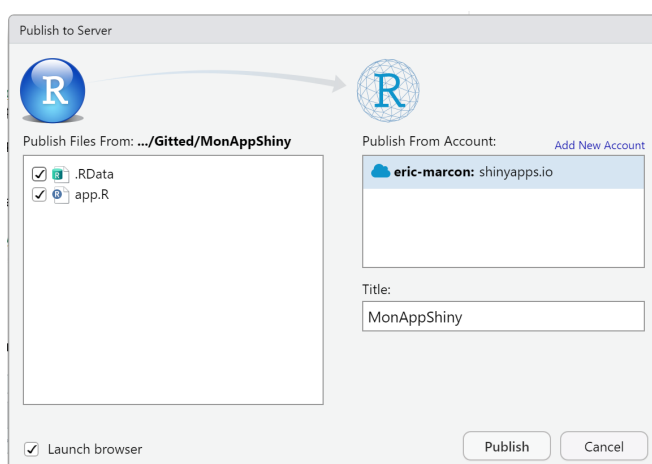 Publish to Server
R
R
Publish Files From: .../Gitted/MonAppShiny
.RData
app.R
Publish From Account:
Add New Account
eric-marcon: shinyapps.io
Title:
MonAppShiny
Launch browser
Publish
Cancel